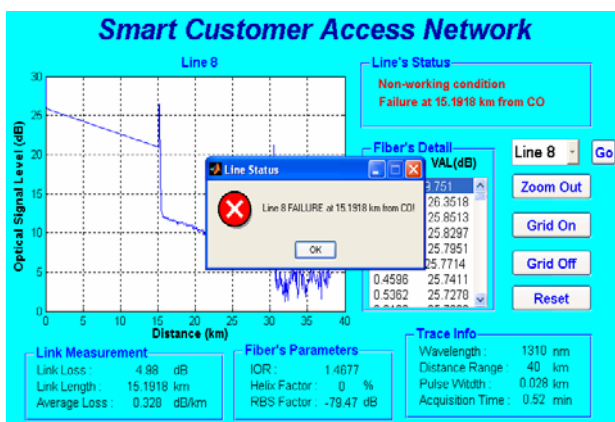 Smart Customer Access Network
Line 8
Optical Signal Level (dB)
30
25
20
15
10
5
0
0 5 10 15 20 25 30 35 40
Distance (km)
Line's Status
Non-working condition
Failure at 15.1918 km from CO
Fiber's Detail
VAL(dB)
9.751
26.3518
25.8513
25.8297
25.7951
25.7714
0.4596 25.7411
0.5362 25.7278
Line 8
Go
Zoom Out
Grid On
Grid Off
Reset
Line Status
Line 8 FAILURE at 15.1918 km from CO!
OK
Link Measurement
Link Loss : 4.98 dB
Link Length : 15.1918 km
Average Loss : 0.328 dB/km
Fiber's Parameters
IOR : 1.4677
Helix Factor : 0 %
RBS Factor : -79.47 dB
Trace Info
Wavelength : 1310 nm
Distance Range : 40 km
Pulse Witdth : 0.028 km
Acquisition Time : 0.52 min